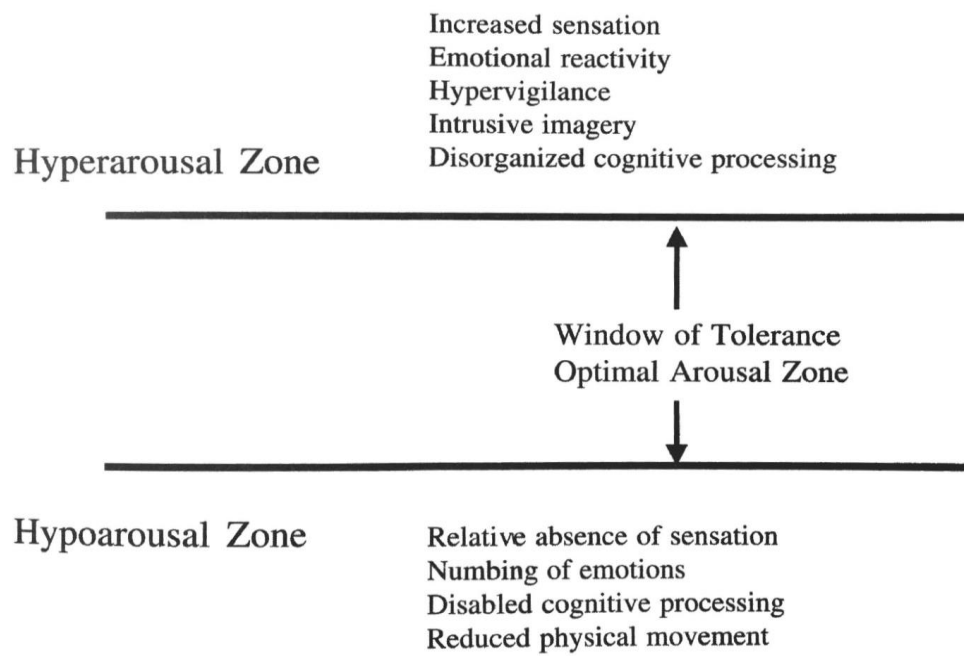 Increased sensation
Emotional reactivity
Hypervigilance
Intrusive imagery
Disorganized cognitive processing
Hyperarousal Zone
Window of Tolerance
Optimal Arousal Zone
Hypoarousal Zone
Relative absence of sensation
Numbing of emotions
Disabled cognitive processing
Reduced physical movement